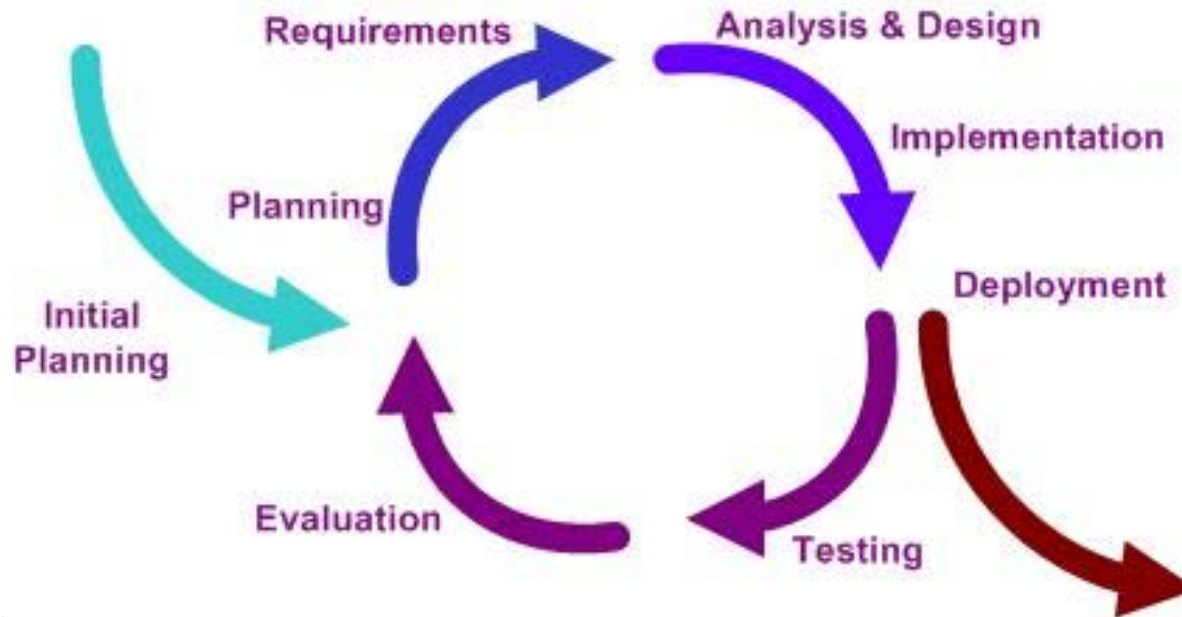 Requirements
Analysis & Design
Implementation
Planning
Deployment
Initial
Planning
Evaluation
Testing